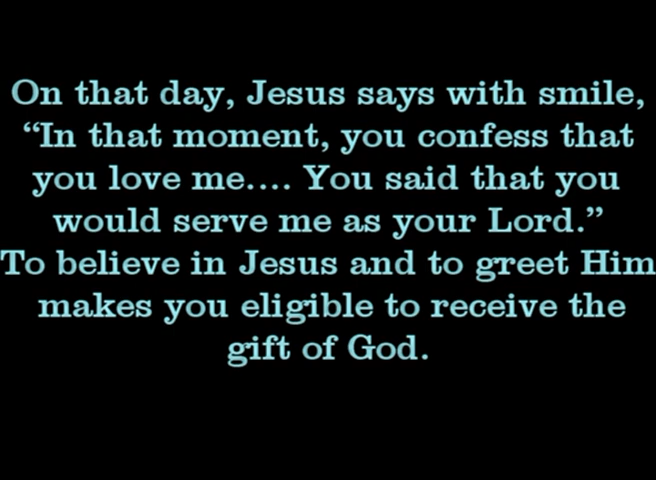 On that day, Jesus says with smile,
“In that moment, you confess that
you love me.... You said that you
would serve me as your Lord.”
To believe in Jesus and to greet Him
makes you eligible to receive the
gift of God.